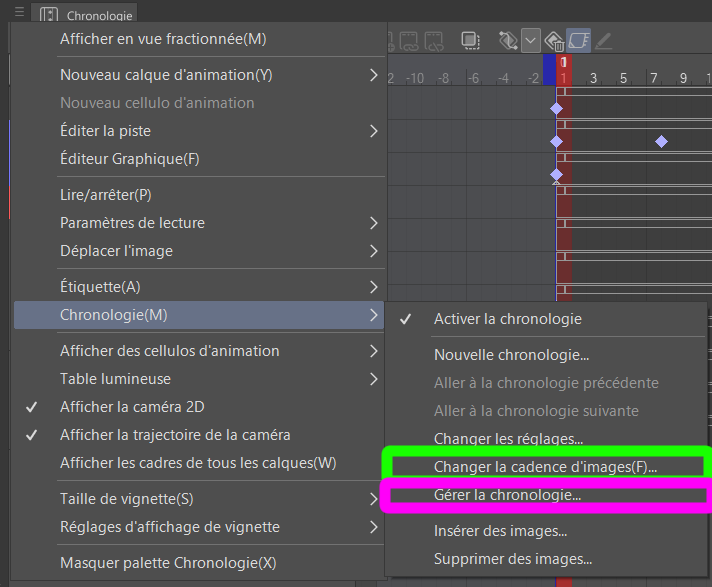 Chronologie
Afficher en vue fractionnée(M)
Nouveau calque d'animation(Y)
Nouveau cellulo d'animation
Éditer la piste
Éditeur Graphique(F)
Lire/arrêter(P)
Paramètres de lecture
Déplacer l'image
Étiquette(A)
Chronologie(M)
Afficher des cellulos d'animation
Table lumineuse
Afficher la caméra 2D
Afficher la trajectoire de la caméra
Afficher les cadres de tous les calques(W)
Taille de vignette(S)
Réglages d'affichage de vignette
Masquer palette Chronologie(X)
-10 -8 -6 -4 -2 1 3 5 7 9
Activer la chronologie
Nouvelle chronologie...
Aller à la chronologie précédente
Aller à la chronologie suivante
Changer les réglages...
Changer la cadence d'images(F)...
Gérer la chronologie...
Insérer des images...
Supprimer des images...